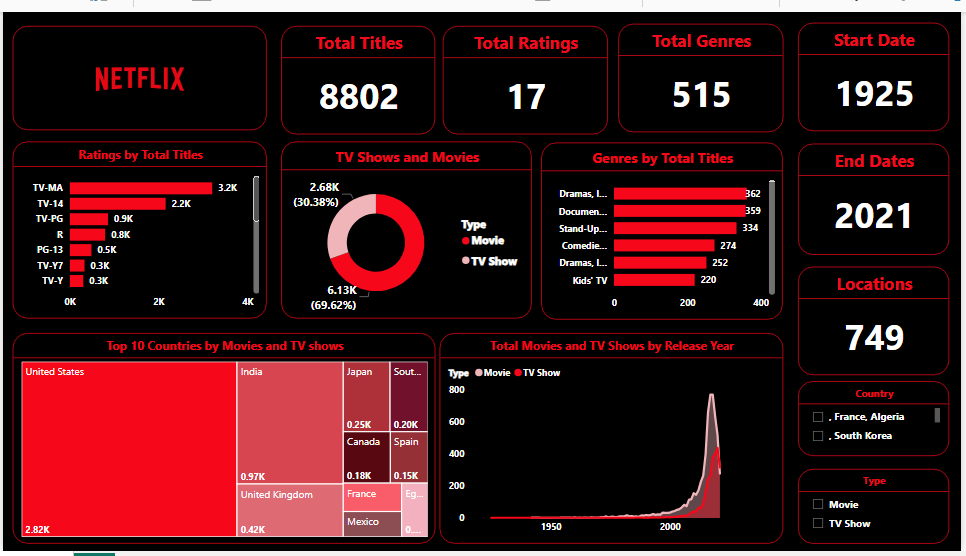 NETFLIX
Total Titles
8802
Total Ratings
17
Total Genres
515
Start Date
1925
Ratings by Total Titles
TV-MA 3.2K
TV-14 2.2K
TV-PG 0.9K
R 0.8K
PG-13 0.5K
TV-Y7 0.3K
TV-Y 0.3K
0K 2K 4K
TV Shows and Movies
2.68K
(30.38%)
6.13K
(69.62%)
Type
Movie
TV Show
Genres by Total Titles
Dramas, I... 362
Documen... 359
Stand-Up... 334
Comedie... 274
Dramas, I... 252
Kids' TV 220
0 200 400
End Dates
2021
Locations
749
Top 10 Countries by Movies and TV shows
United States
2.82K
India
0.97K
United Kingdom
0.42K
Japan
0.25K
Sout...
0.20K
Canada
0.18K
Spain
0.15K
France
Mexico
Eg...
0....
Total Movies and TV Shows by Release Year
Type Movie TV Show
800
600
400
200
0
1950 2000
Country
, France, Algeria
, South Korea
Type
Movie
TV Show